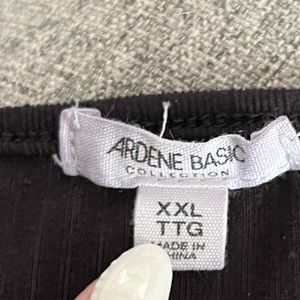 ARDENE BASIC
COLLECTION
XXL
TTG
MADE IN
CHINA